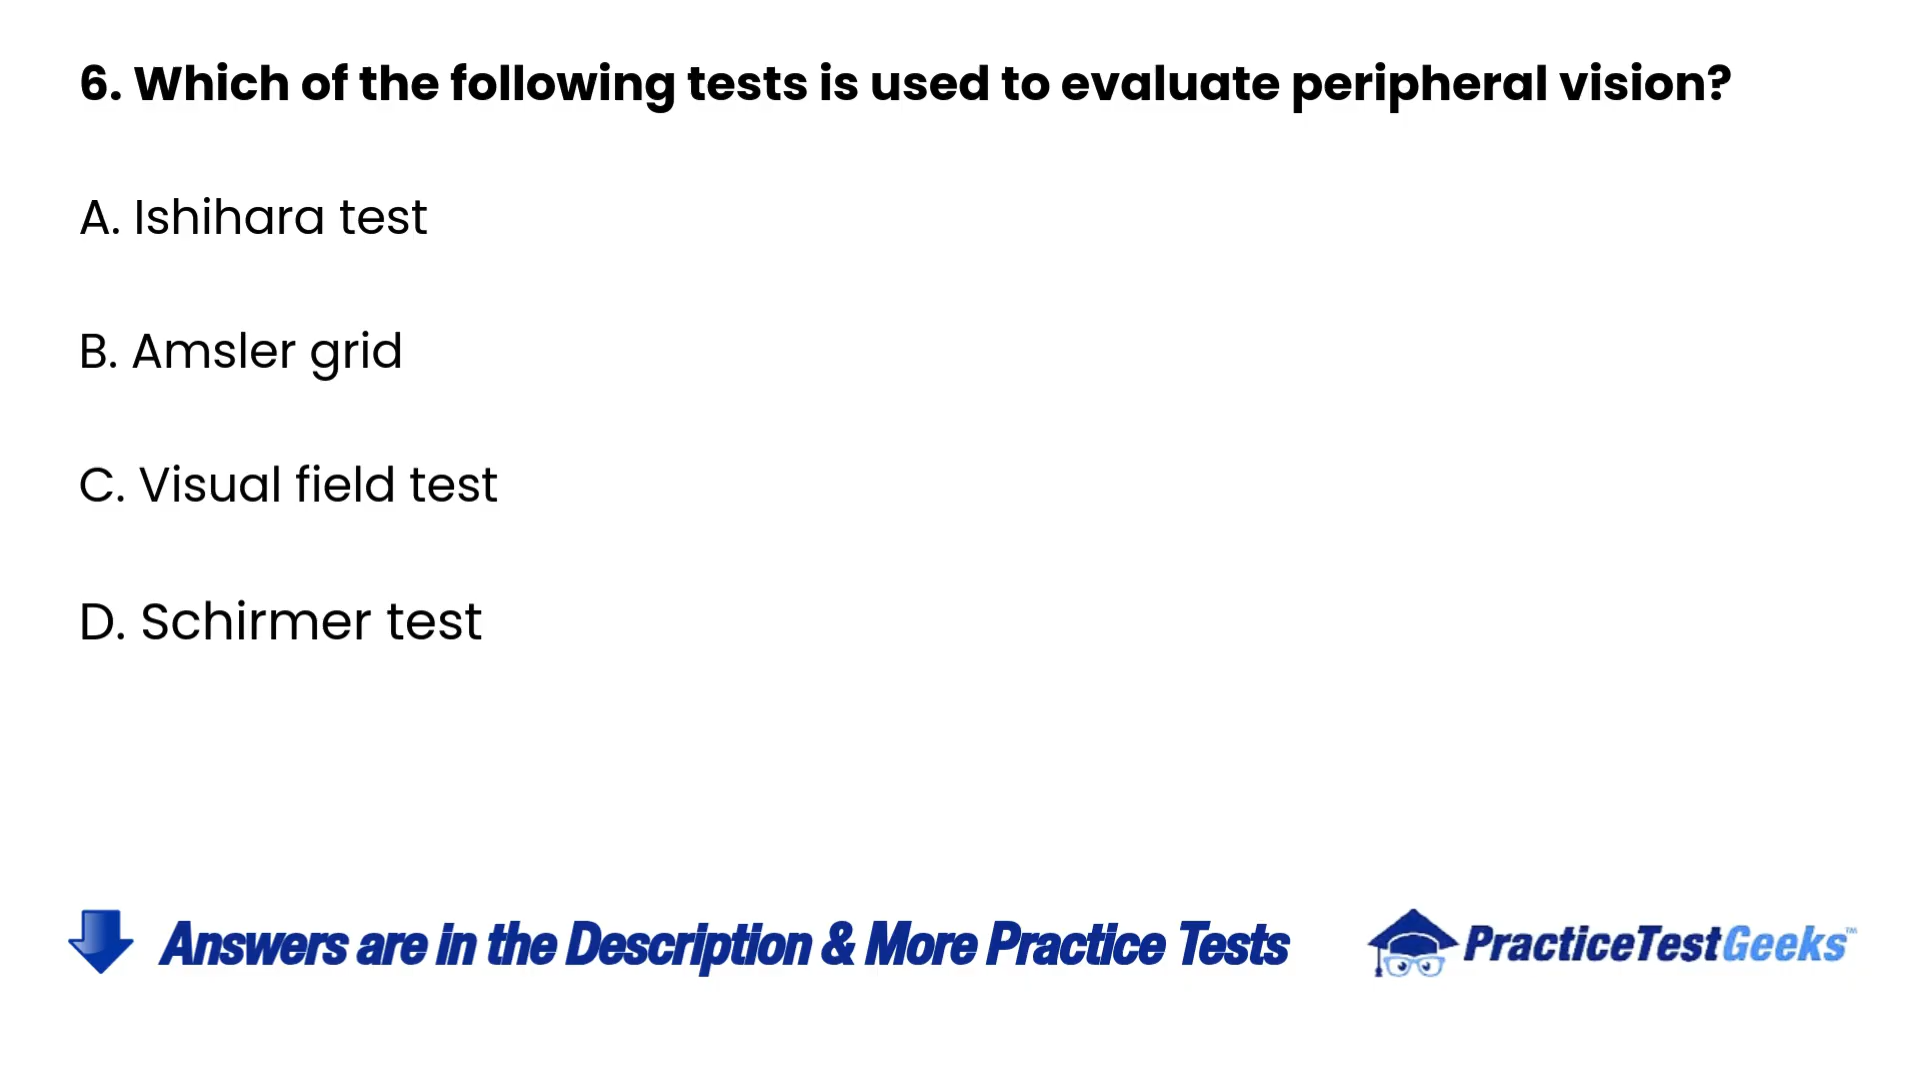 6. Which of the following tests is used to evaluate peripheral vision?
A. Ishihara test
B. Amsler grid
C. Visual field test
D. Schirmer test
Answers are in the Description & More Practice Tests
PracticeTestGeeks™